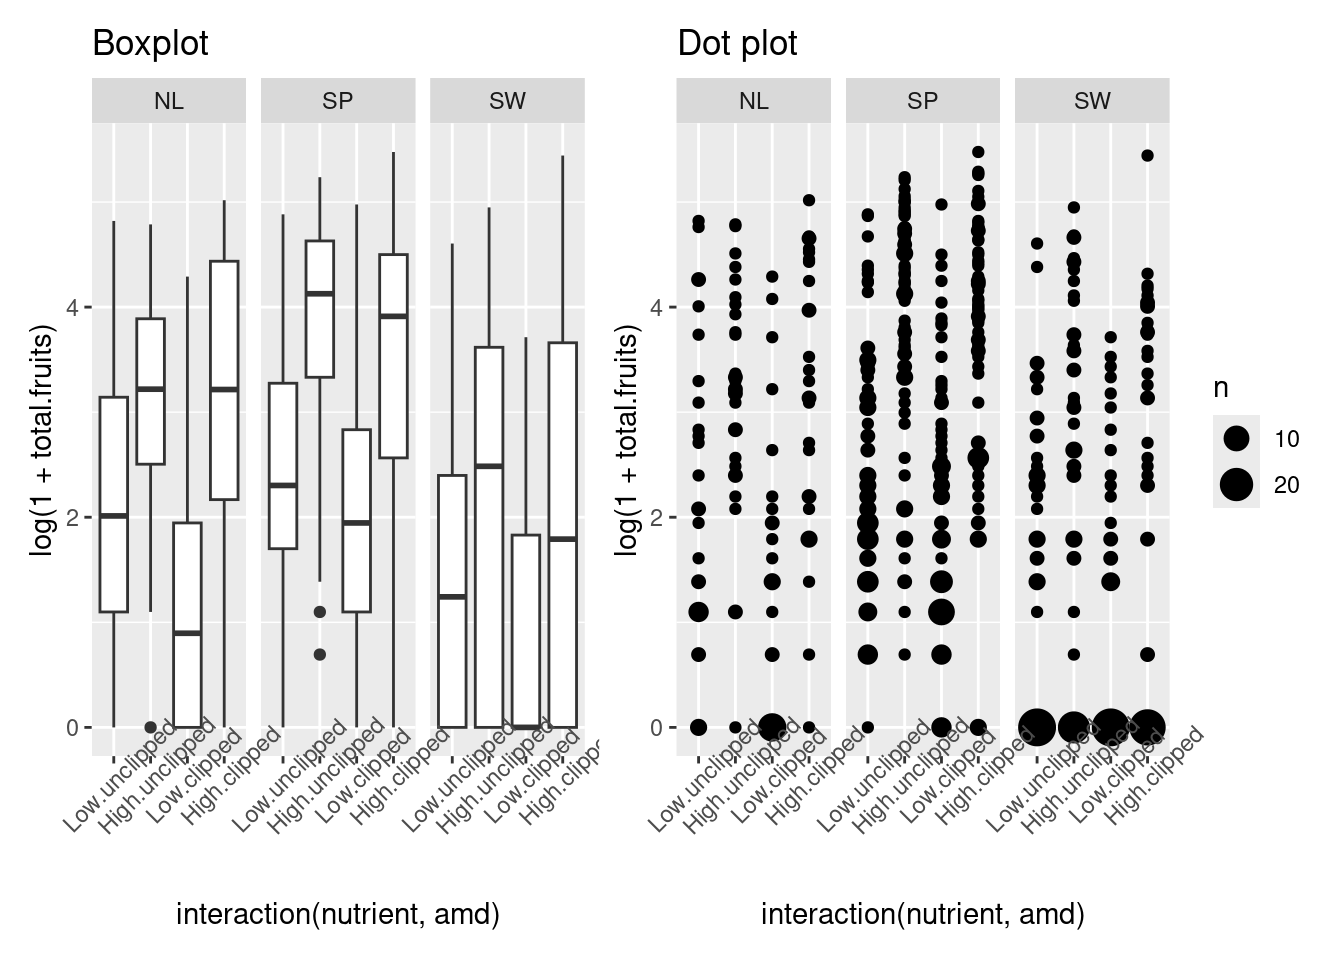 Boxplot
NL SP SW
log(1 + total.fruits)
4
2
0
Low.unclipped High.unclipped Low.clipped High.clipped Low.unclipped High.unclipped Low.clipped High.clipped Low.unclipped High.unclipped Low.clipped High.clipped
interaction(nutrient, amd)
Dot plot
NL SP SW
log(1 + total.fruits)
4
2
0
Low.unclipped High.unclipped Low.clipped High.clipped Low.unclipped High.unclipped Low.clipped High.clipped Low.unclipped High.unclipped Low.clipped High.clipped
interaction(nutrient, amd)
n
10
20